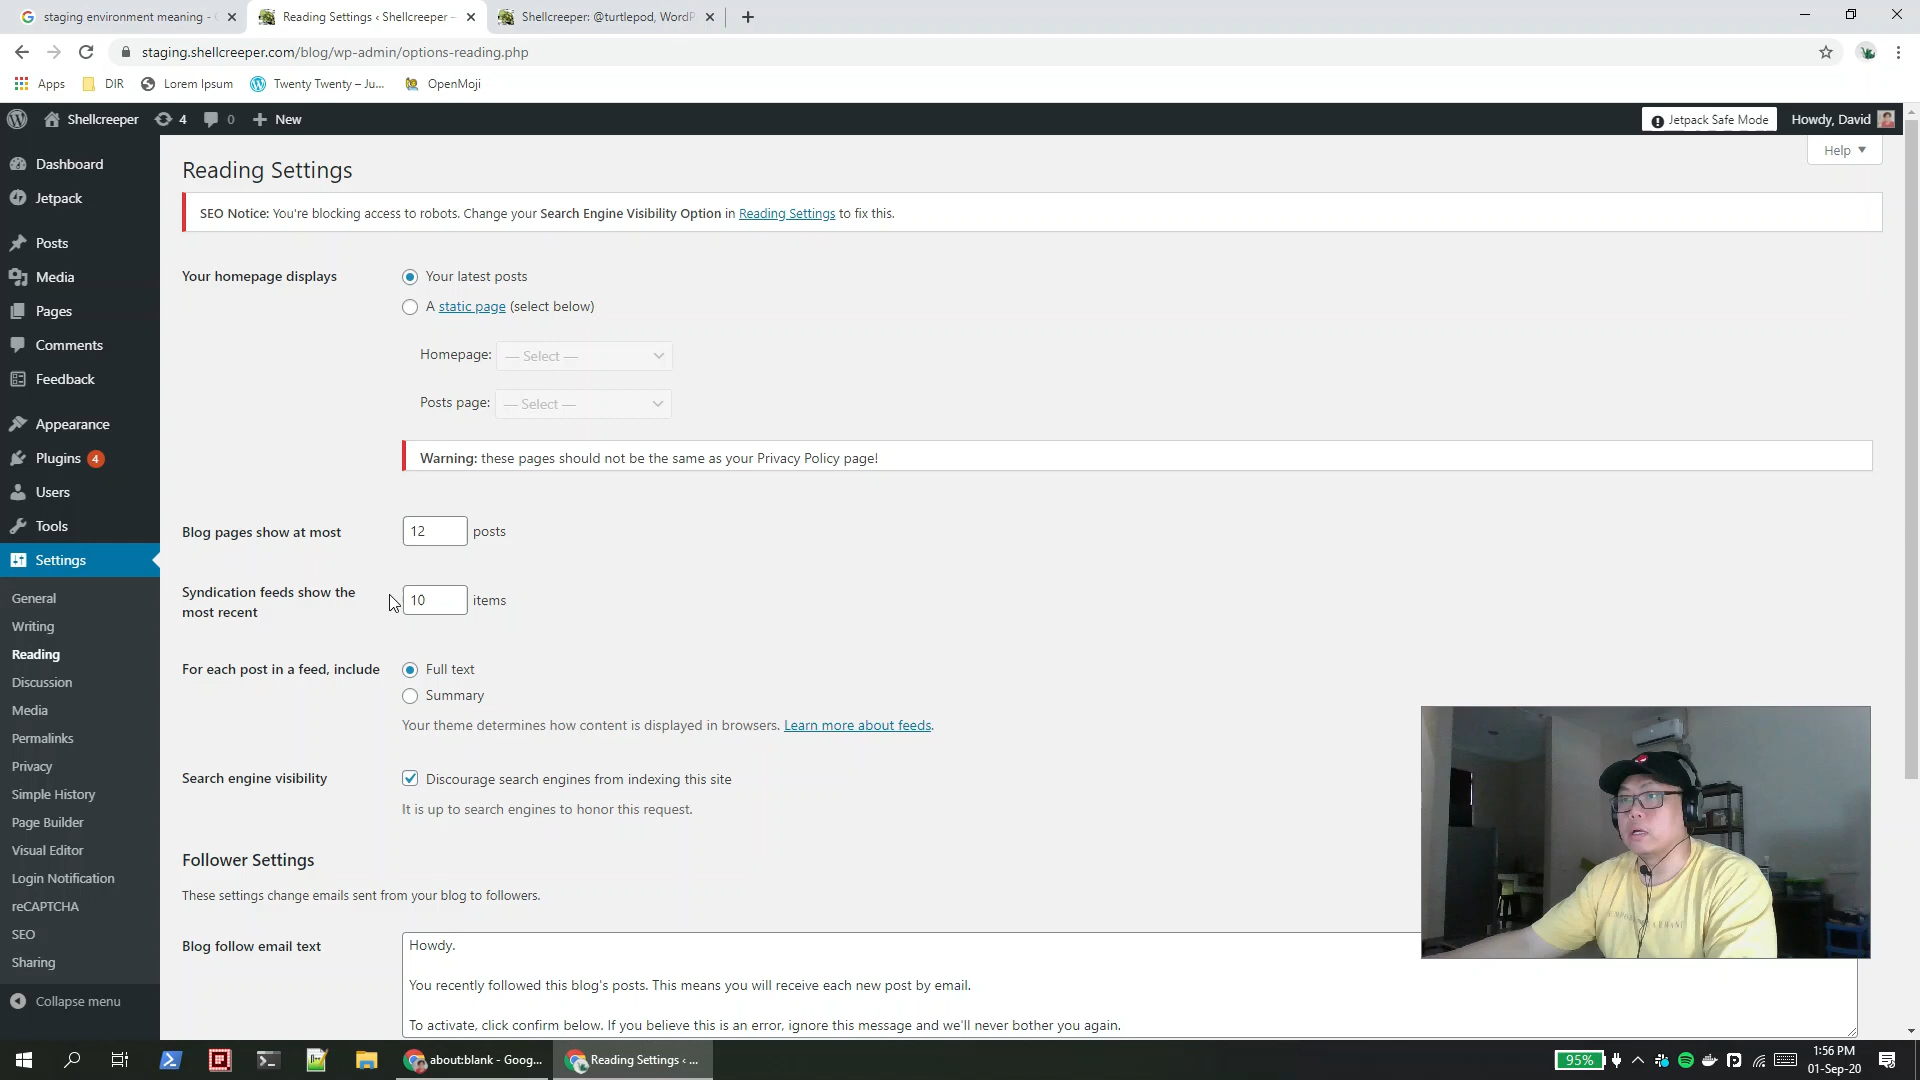 staging environment meaning -
Reading Settings ‹ Shellcreeper –
Shellcreeper: @turtlepod, WordP
staging.shellcreeper.com/blog/wp-admin/options-reading.php
Apps
DIR
Lorem Ipsum
Twenty Twenty – Ju...
OpenMoji
Shellcreeper
4
0
New
Jetpack Safe Mode
Howdy, David
Help
Dashboard
Jetpack
Posts
Media
Pages
Comments
Feedback
Appearance
Plugins 4
Users
Tools
Settings
General
Writing
Reading
Discussion
Media
Permalinks
Privacy
Simple History
Page Builder
Visual Editor
Login Notification
reCAPTCHA
SEO
Sharing
Collapse menu
Reading Settings
SEO Notice: You're blocking access to robots. Change your Search Engine Visibility Option in Reading Settings to fix this.
Your homepage displays
Your latest posts
A static page (select below)
Homepage: — Select —
Posts page: — Select —
Warning: these pages should not be the same as your Privacy Policy page!
Blog pages show at most
12 posts
Syndication feeds show the
most recent
10 items
For each post in a feed, include
Full text
Summary
Your theme determines how content is displayed in browsers. Learn more about feeds.
Search engine visibility
Discourage search engines from indexing this site
It is up to search engines to honor this request.
Follower Settings
These settings change emails sent from your blog to followers.
Blog follow email text
Howdy.
You recently followed this blog's posts. This means you will receive each new post by email.
To activate, click confirm below. If you believe this is an error, ignore this message and we'll never bother you again.
about:blank - Goog...
Reading Settings ‹ ...
95%
1:56 PM
01-Sep-20